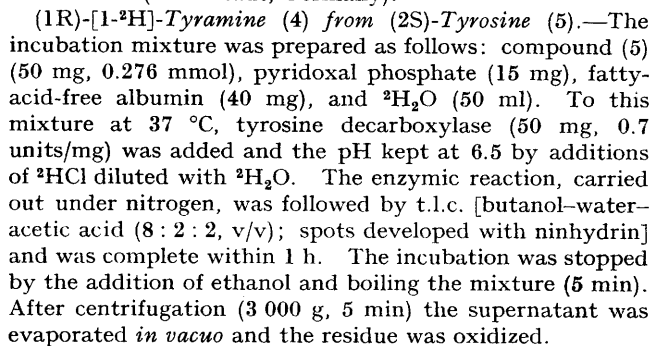 (1R)-[1-²H]-Tyramine (4) from (2S)-Tyrosine (5).—The
incubation mixture was prepared as follows: compound (5)
(50 mg, 0.276 mmol), pyridoxal phosphate (15 mg), fatty-
acid-free albumin (40 mg), and ²H₂O (50 ml). To this
mixture at 37 °C, tyrosine decarboxylase (50 mg, 0.7
units/mg) was added and the pH kept at 6.5 by additions
of ²HCl diluted with ²H₂O. The enzymic reaction, carried
out under nitrogen, was followed by t.l.c. [butanol–water–
acetic acid (8 : 2 : 2, v/v); spots developed with ninhydrin]
and was complete within 1 h. The incubation was stopped
by the addition of ethanol and boiling the mixture (5 min).
After centrifugation (3 000 g, 5 min) the supernatant was
evaporated in vacuo and the residue was oxidized.